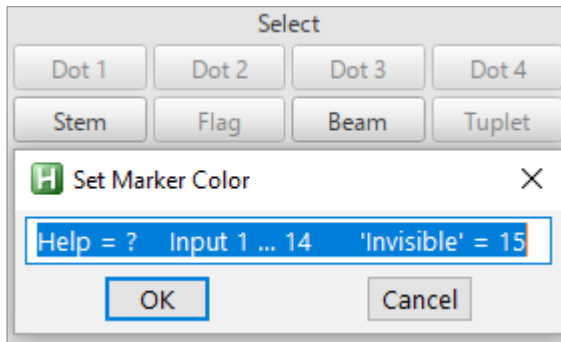 Select
Dot 1 Dot 2 Dot 3 Dot 4
Stem Flag Beam Tuplet
H Set Marker Color
Help = ? Input 1 ... 14 'Invisible' = 15
OK Cancel